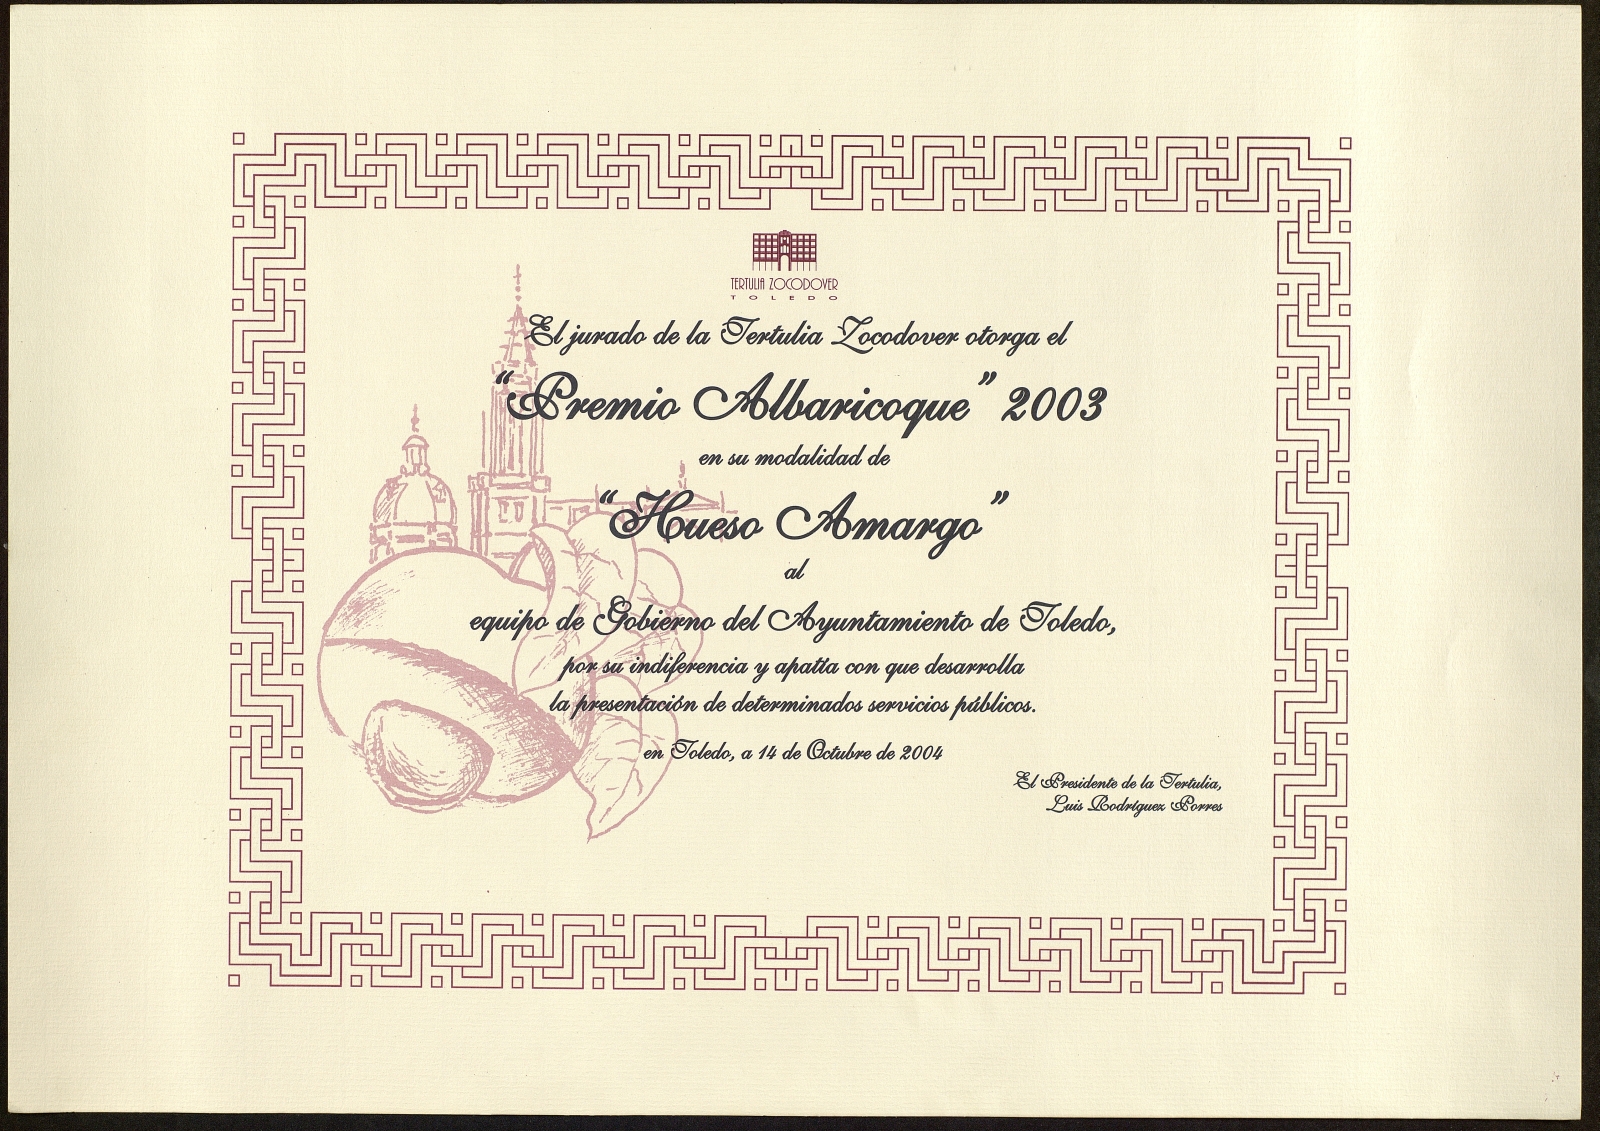 TERTULIA ZOCODOVER
TOLEDO
El jurado de la Tertulia Zocodover otorga el
“Premio Albaricoque” 2003
en su modalidad de
“Hueso Amargo”
al
equipo de Gobierno del Ayuntamiento de Toledo,
por su indiferencia y apatía con que desarrolla
la presentación de determinados servicios públicos.
en Toledo, a 14 de Octubre de 2004
El Presidente de la Tertulia,
Luis Rodríguez Porres